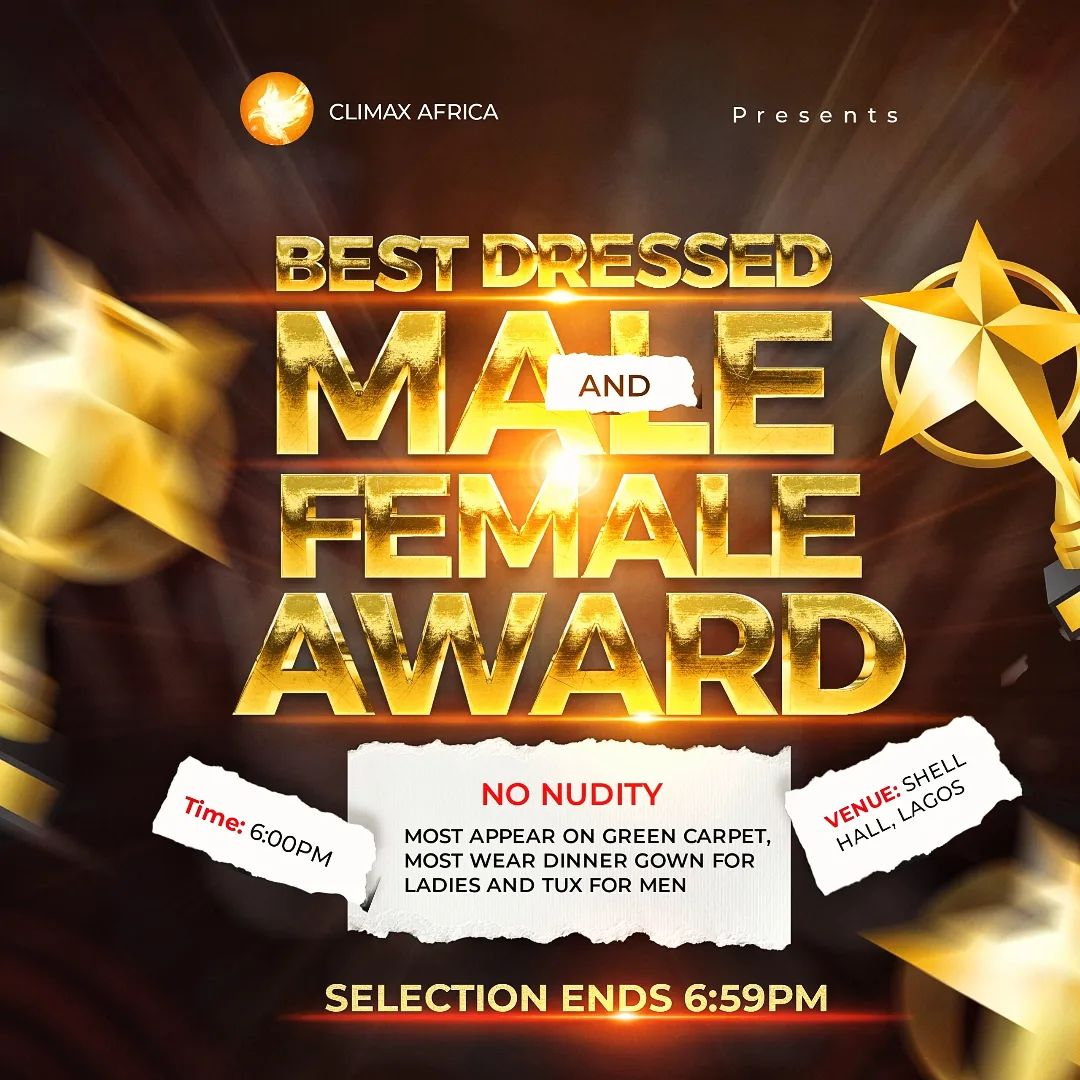 CLIMAX AFRICA
Presents
BEST DRESSED
MALE
AND
FEMALE
AWARD
Time: 6:00PM
NO NUDITY
MOST APPEAR ON GREEN CARPET,
MOST WEAR DINNER GOWN FOR
LADIES AND TUX FOR MEN
VENUE: SHELL
HALL, LAGOS
SELECTION ENDS 6:59PM